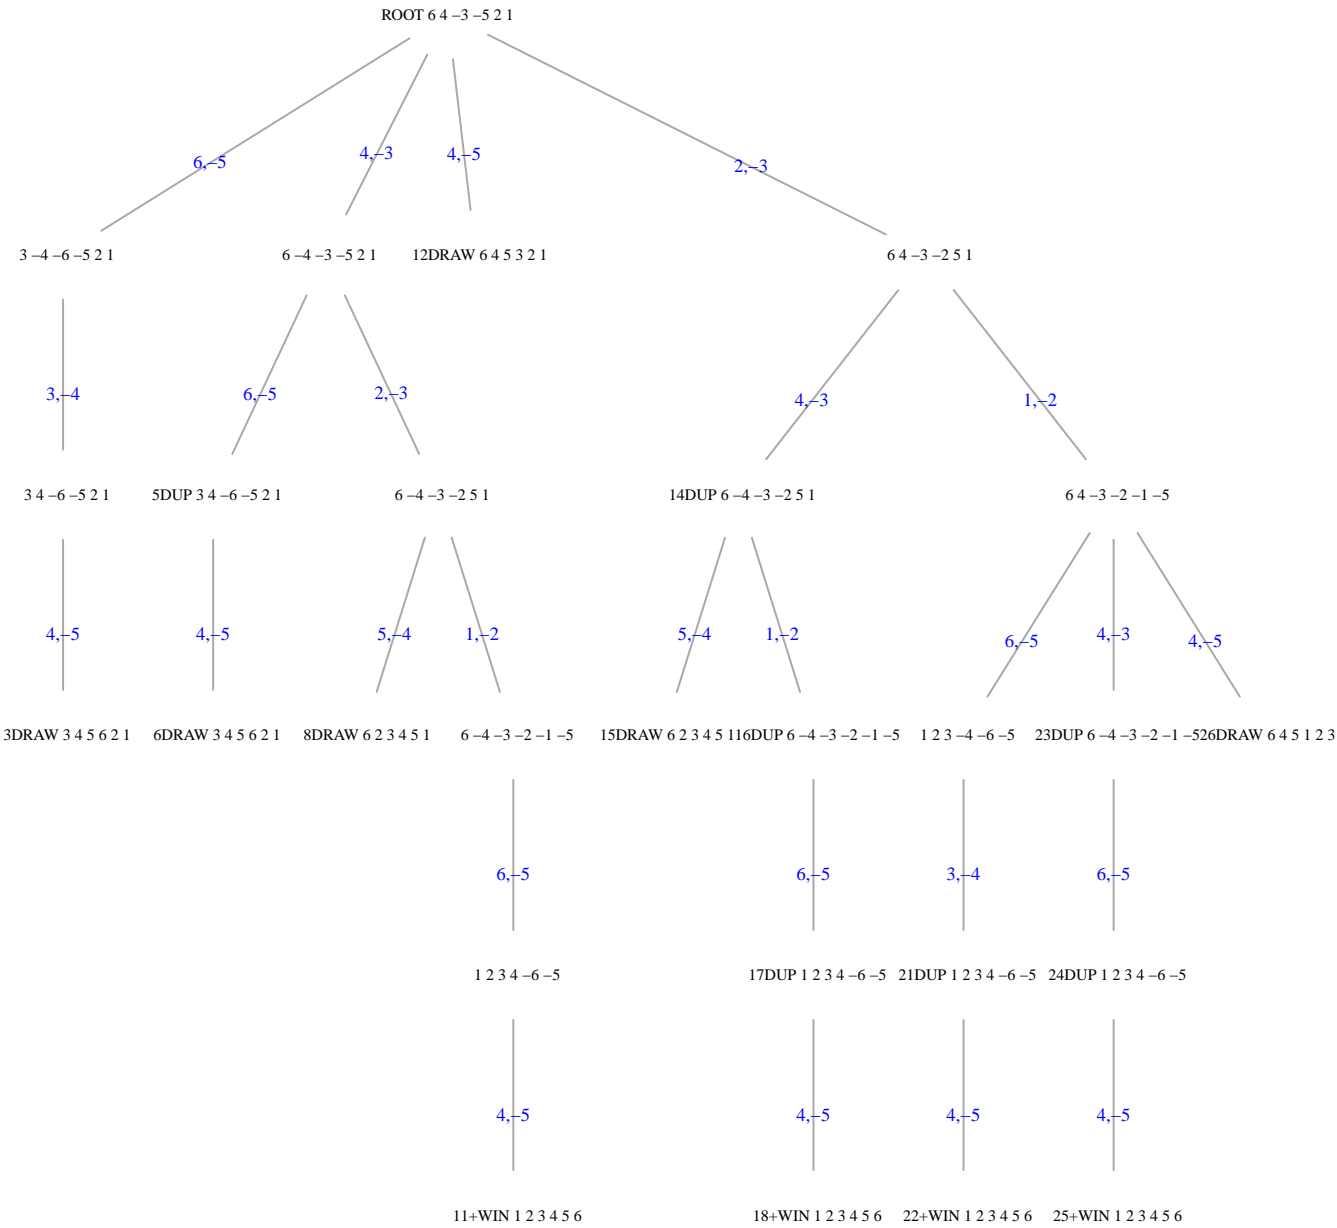 ROOT 6 4 −3 −5 2 1
6,−5
4,−3
4,−5
2,−3
3 −4 −6 −5 2 1
6 −4 −3 −5 2 1
12DRAW 6 4 5 3 2 1
6 4 −3 −2 5 1
3,−4
6,−5
2,−3
4,−3
1,−2
3 4 −6 −5 2 1
5DUP 3 4 −6 −5 2 1
6 −4 −3 −2 5 1
14DUP 6 −4 −3 −2 5 1
6 4 −3 −2 −1 −5
4,−5
4,−5
5,−4
1,−2
5,−4
1,−2
6,−5
4,−3
4,−5
3DRAW 3 4 5 6 2 1
6DRAW 3 4 5 6 2 1
8DRAW 6 2 3 4 5 1
6 −4 −3 −2 −1 −5
15DRAW 6 2 3 4 5 1
16DUP 6 −4 −3 −2 −1 −5
1 2 3 −4 −6 −5
23DUP 6 −4 −3 −2 −1 −5
26DRAW 6 4 5 1 2 3
6,−5
6,−5
3,−4
6,−5
1 2 3 4 −6 −5
17DUP 1 2 3 4 −6 −5
21DUP 1 2 3 4 −6 −5
24DUP 1 2 3 4 −6 −5
4,−5
4,−5
4,−5
4,−5
11+WIN 1 2 3 4 5 6
18+WIN 1 2 3 4 5 6
22+WIN 1 2 3 4 5 6
25+WIN 1 2 3 4 5 6